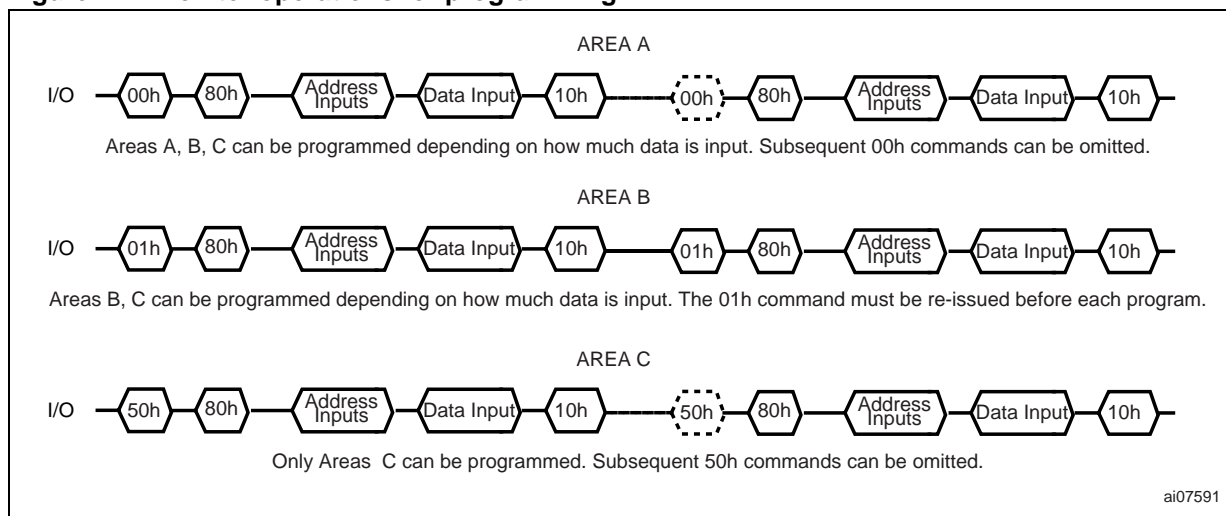 AREA A
I/O 00h 80h Address Inputs Data Input 10h 00h 80h Address Inputs Data Input 10h
Areas A, B, C can be programmed depending on how much data is input. Subsequent 00h commands can be omitted.
AREA B
I/O 01h 80h Address Inputs Data Input 10h 01h 80h Address Inputs Data Input 10h
Areas B, C can be programmed depending on how much data is input. The 01h command must be re-issued before each program.
AREA C
I/O 50h 80h Address Inputs Data Input 10h 50h 80h Address Inputs Data Input 10h
Only Areas C can be programmed. Subsequent 50h commands can be omitted.
ai07591